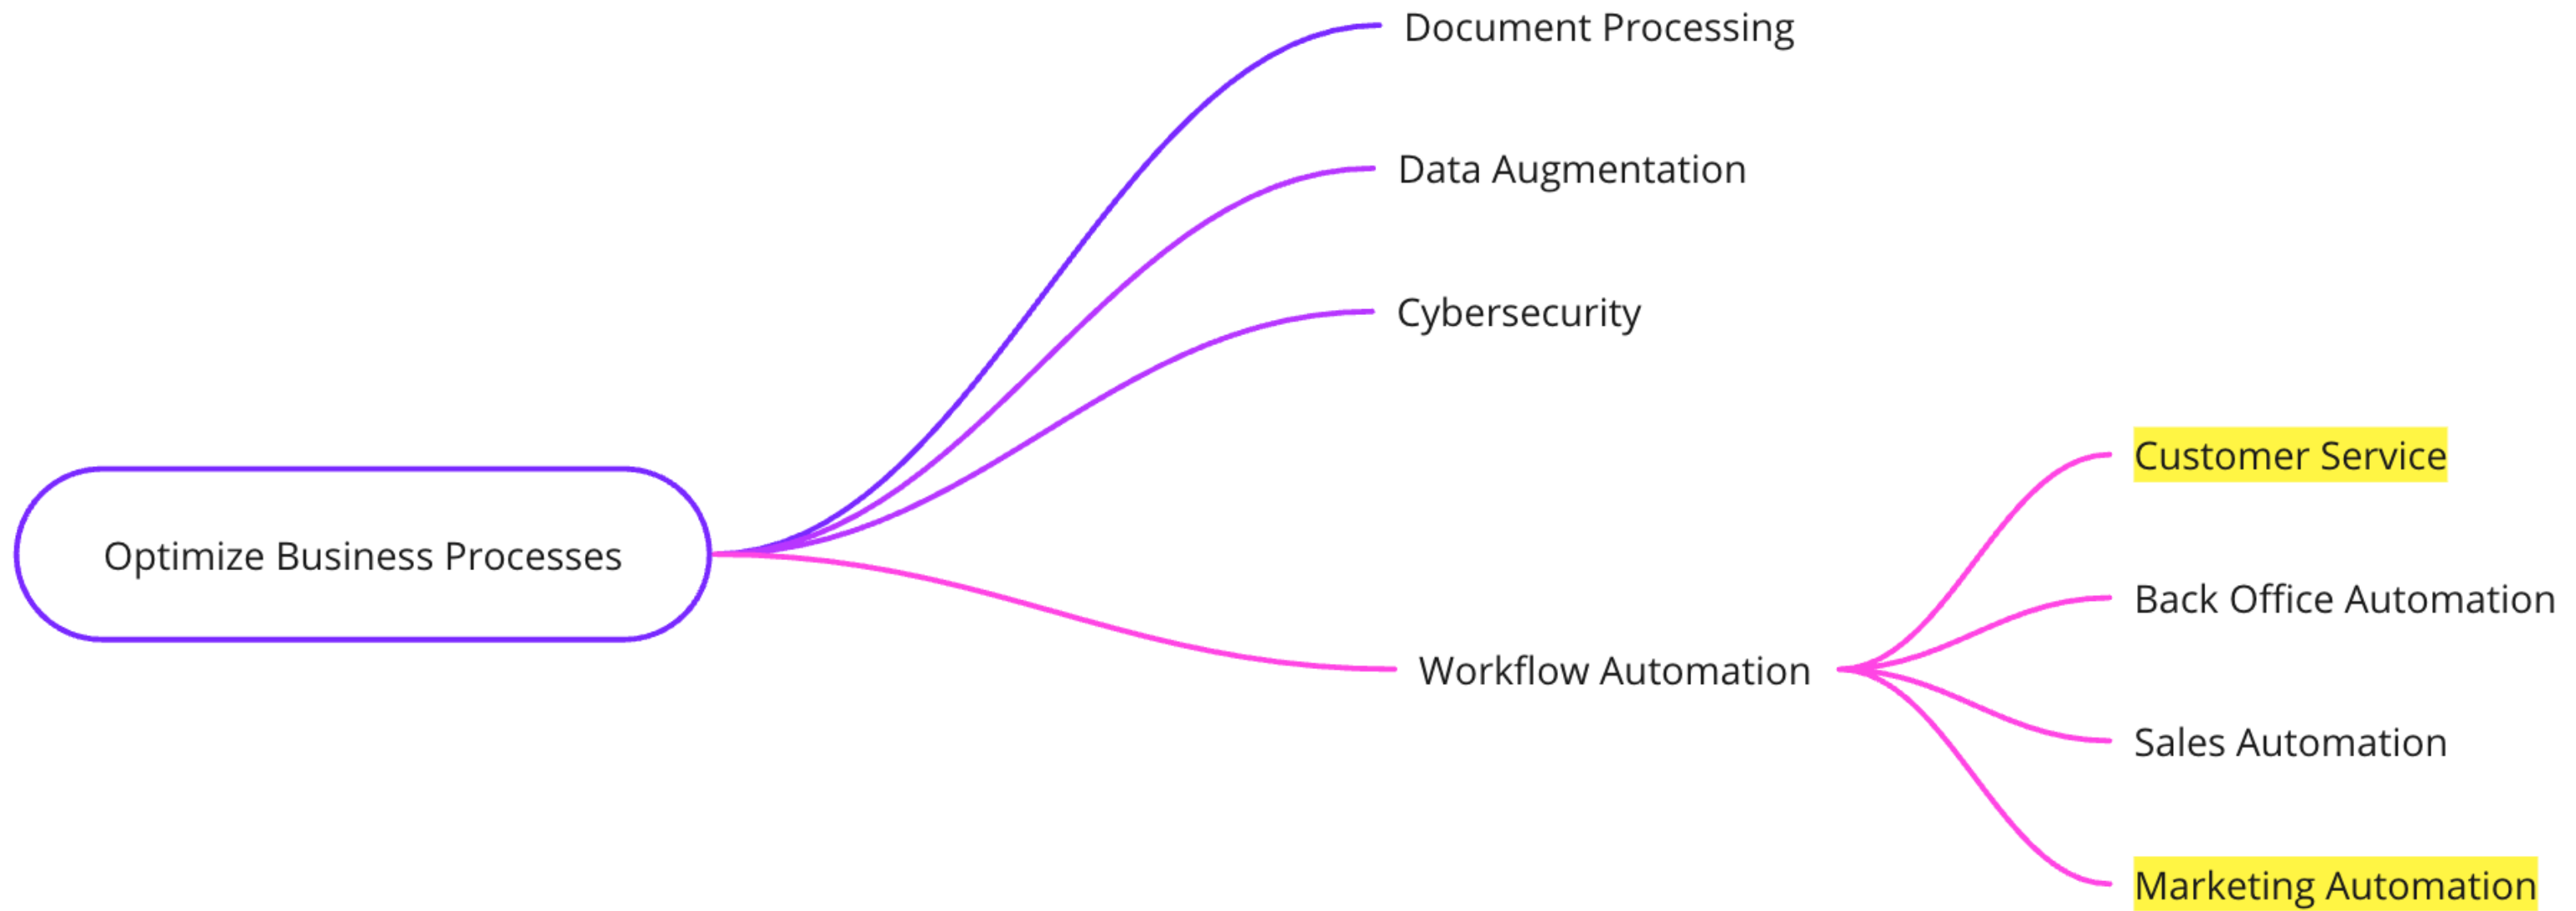 Document Processing
Data Augmentation
Cybersecurity
Customer Service
Optimize Business Processes
Back Office Automation
Workflow Automation
Sales Automation
Marketing Automation